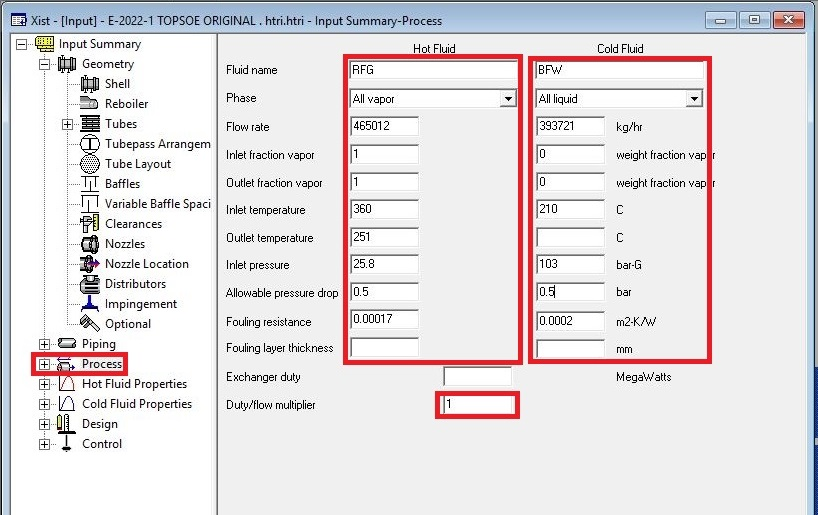 Xist - [Input] - E-2022-1 TOPSOE ORIGINAL . htri.htri - Input Summary-Process
Input Summary
Geometry
Shell
Reboiler
Tubes
Tubepass Arrangem
Tube Layout
Baffles
Variable Baffle Spaci
Clearances
Nozzles
Nozzle Location
Distributors
Impingement
Optional
Piping
Process
Hot Fluid Properties
Cold Fluid Properties
Design
Control
Hot Fluid Cold Fluid
Fluid name RFG BFW
Phase All vapor All liquid
Flow rate 465012 393721 kg/hr
Inlet fraction vapor 1 0 weight fraction vapor
Outlet fraction vapor 1 0 weight fraction vapor
Inlet temperature 360 210 C
Outlet temperature 251 C
Inlet pressure 25.8 103 bar-G
Allowable pressure drop 0.5 0.5 bar
Fouling resistance 0.00017 0.0002 m2-K/W
Fouling layer thickness mm
Exchanger duty MegaWatts
Duty/flow multiplier 1